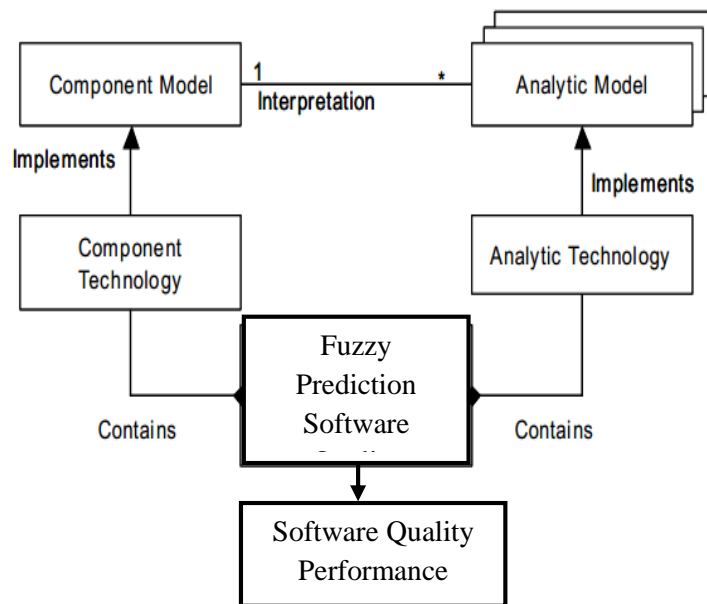 Component Model
1
*
Interpretation
Analytic Model
Implements
Implements
Component
Technology
Analytic Technology
Fuzzy
Prediction
Software
Contains
Contains
Software Quality
Performance